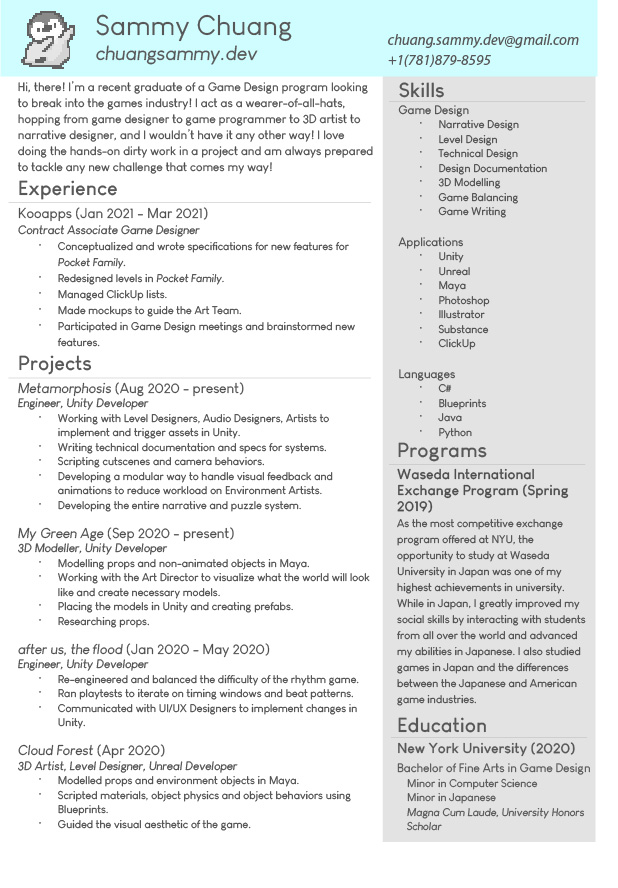 Sammy Chuang
chuangsammy.dev
chuang.sammy.dev@gmail.com
+1(781)879-8595
Hi, there! I'm a recent graduate of a Game Design program looking
to break into the games industry! I act as a wearer-of-all-hats,
hopping from game designer to game programmer to 3D artist to
narrative designer, and I wouldn't have it any other way! I love
doing the hands-on dirty work in a project and am always prepared
to tackle any new challenge that comes my way!
Experience
Kooapps (Jan 2021 - Mar 2021)
Contract Associate Game Designer
· Conceptualized and wrote specifications for new features for
Pocket Family.
· Redesigned levels in Pocket Family.
· Managed ClickUp lists.
· Made mockups to guide the Art Team.
· Participated in Game Design meetings and brainstormed new
features.
Projects
Metamorphosis (Aug 2020 - present)
Engineer, Unity Developer
· Working with Level Designers, Audio Designers, Artists to
implement and trigger assets in Unity.
· Writing technical documentation and specs for systems.
· Scripting cutscenes and camera behaviors.
· Developing a modular way to handle visual feedback and
animations to reduce workload on Environment Artists.
· Developing the entire narrative and puzzle system.
My Green Age (Sep 2020 - present)
3D Modeller, Unity Developer
· Modelling props and non-animated objects in Maya.
· Working with the Art Director to visualize what the world will look
like and create necessary models.
· Placing the models in Unity and creating prefabs.
· Researching props.
after us, the flood (Jan 2020 - May 2020)
Engineer, Unity Developer
· Re-engineered and balanced the difficulty of the rhythm game.
· Ran playtests to iterate on timing windows and beat patterns.
· Communicated with UI/UX Designers to implement changes in
Unity.
Cloud Forest (Apr 2020)
3D Artist, Level Designer, Unreal Developer
· Modelled props and environment objects in Maya.
· Scripted materials, object physics and object behaviors using
Blueprints.
· Guided the visual aesthetic of the game.
Skills
Game Design
· Narrative Design
· Level Design
· Technical Design
· Design Documentation
· 3D Modelling
· Game Balancing
· Game Writing
Applications
· Unity
· Unreal
· Maya
· Photoshop
· Illustrator
· Substance
· ClickUp
Languages
· C#
· Blueprints
· Java
· Python
Programs
Waseda International
Exchange Program (Spring
2019)
As the most competitive exchange
program offered at NYU, the
opportunity to study at Waseda
University in Japan was one of my
highest achievements in university.
While in Japan, I greatly improved my
social skills by interacting with students
from all over the world and advanced
my abilities in Japanese. I also studied
games in Japan and the differences
between the Japanese and American
game industries.
Education
New York University (2020)
Bachelor of Fine Arts in Game Design
Minor in Computer Science
Minor in Japanese
Magna Cum Laude, University Honors
Scholar